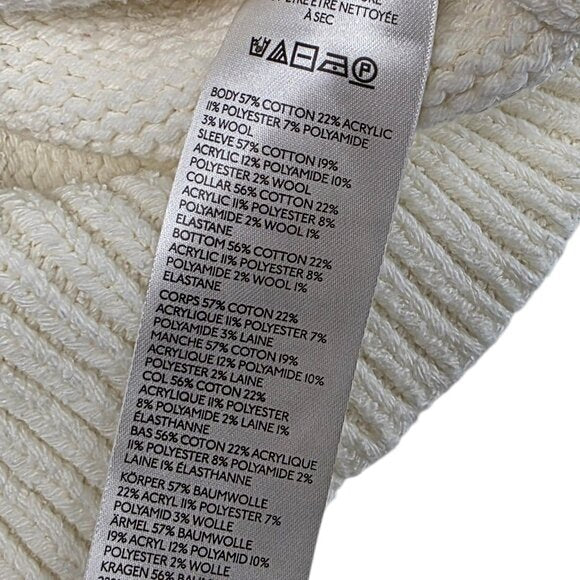 ÊTRE NETTOYÉE
À SEC
P
BODY 57% COTTON 22% ACRYLIC
11% POLYESTER 7% POLYAMIDE
3% WOOL
SLEEVE 57% COTTON 19%
ACRYLIC 12% POLYAMIDE 10%
POLYESTER 2% WOOL
COLLAR 56% COTTON 22%
ACRYLIC 11% POLYESTER 8%
POLYAMIDE 2% WOOL 1%
ELASTANE
BOTTOM 56% COTTON 22%
ACRYLIC 11% POLYESTER 8%
POLYAMIDE 2% WOOL 1%
ELASTANE
CORPS 57% COTON 22%
ACRYLIQUE 11% POLYESTER 7%
POLYAMIDE 3% LAINE
MANCHE 57% COTON 19%
ACRYLIQUE 12% POLYAMIDE 10%
POLYESTER 2% LAINE
COL 56% COTON 22%
ACRYLIQUE 11% POLYESTER
8% POLYAMIDE 2% LAINE 1%
ÉLASTHANNE
BAS 56% COTON 22% ACRYLIQUE
11% POLYESTER 8% POLYAMIDE 2%
LAINE 1% ÉLASTHANNE
KÖRPER 57% BAUMWOLLE
22% ACRYL 11% POLYESTER 7%
POLYAMID 3% WOLLE
ÄRMEL 57% BAUMWOLLE
19% ACRYL 12% POLYAMID 10%
POLYESTER 2% WOLLE
KRAGEN 56% BAUMWOLLE